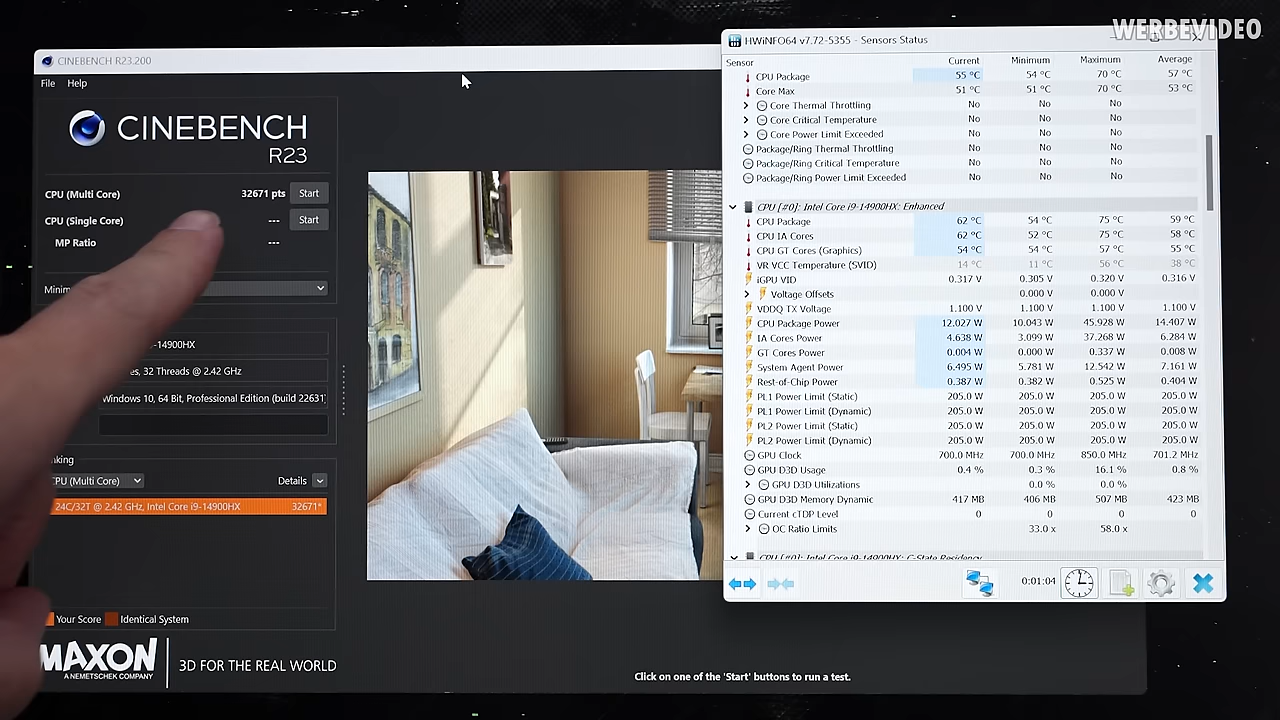 WERBEVIDEO
CINEBENCH R23.200
File Help
CINEBENCH
R23
CPU (Multi Core) 32671 pts Start
CPU (Single Core) --- Start
MP Ratio ---
-14900HX
32 Threads @ 2.42 GHz
Windows 10, 64 Bit, Professional Edition (build 22631)
CPU (Multi Core) Details
24C/32T @ 2.42 GHz, Intel Core i9-14900HX 32671*
Your Score Identical System
MAXON
A NEMETSCHEK COMPANY
3D FOR THE REAL WORLD
Click on one of the 'Start' buttons to run a test.
HWiNFO64 v7.72-5355 - Sensors Status
Sensor Current Minimum Maximum Average
CPU Package 55 °C 54 °C 70 °C 57 °C
Core Max 51 °C 51 °C 70 °C 53 °C
Core Thermal Throttling No No No
Core Critical Temperature No No No
Core Power Limit Exceeded No No No
Package/Ring Thermal Throttling No No No
Package/Ring Critical Temperature No No No
Package/Ring Power Limit Exceeded No No No
CPU [#0]: Intel Core i9-14900HX: Enhanced
CPU Package 62 °C 54 °C 75 °C 59 °C
CPU IA Cores 62 °C 52 °C 75 °C 58 °C
CPU GT Cores (Graphics) 54 °C 54 °C 57 °C 55 °C
VR VCC Temperature (SVID) 14 °C 11 °C 56 °C 38 °C
iGPU VID 0.317 V 0.305 V 0.320 V 0.316 V
Voltage Offsets 0.000 V 0.000 V
VDDQ TX Voltage 1.100 V 1.100 V 1.100 V 1.100 V
CPU Package Power 12.027 W 10.043 W 45.928 W 14.407 W
IA Cores Power 4.638 W 3.099 W 37.268 W 6.284 W
GT Cores Power 0.004 W 0.000 W 0.337 W 0.008 W
System Agent Power 6.495 W 5.781 W 12.542 W 7.161 W
Rest-of-Chip Power 0.387 W 0.382 W 0.525 W 0.404 W
PL1 Power Limit (Static) 205.0 W 205.0 W 205.0 W 205.0 W
PL1 Power Limit (Dynamic) 205.0 W 205.0 W 205.0 W 205.0 W
PL2 Power Limit (Static) 205.0 W 205.0 W 205.0 W 205.0 W
PL2 Power Limit (Dynamic) 205.0 W 205.0 W 205.0 W 205.0 W
GPU Clock 700.0 MHz 700.0 MHz 850.0 MHz 701.2 MHz
GPU D3D Usage 0.4 % 0.3 % 16.1 % 0.8 %
GPU D3D Utilizations 0.0 % 0.0 %
GPU D3D Memory Dynamic 417 MB 406 MB 507 MB 423 MB
Current cTDP Level 0 0 0 0
OC Ratio Limits 33.0 x 58.0 x
CPU [#0]: Intel Core i9-14900HX: C-State Residency
0:01:04